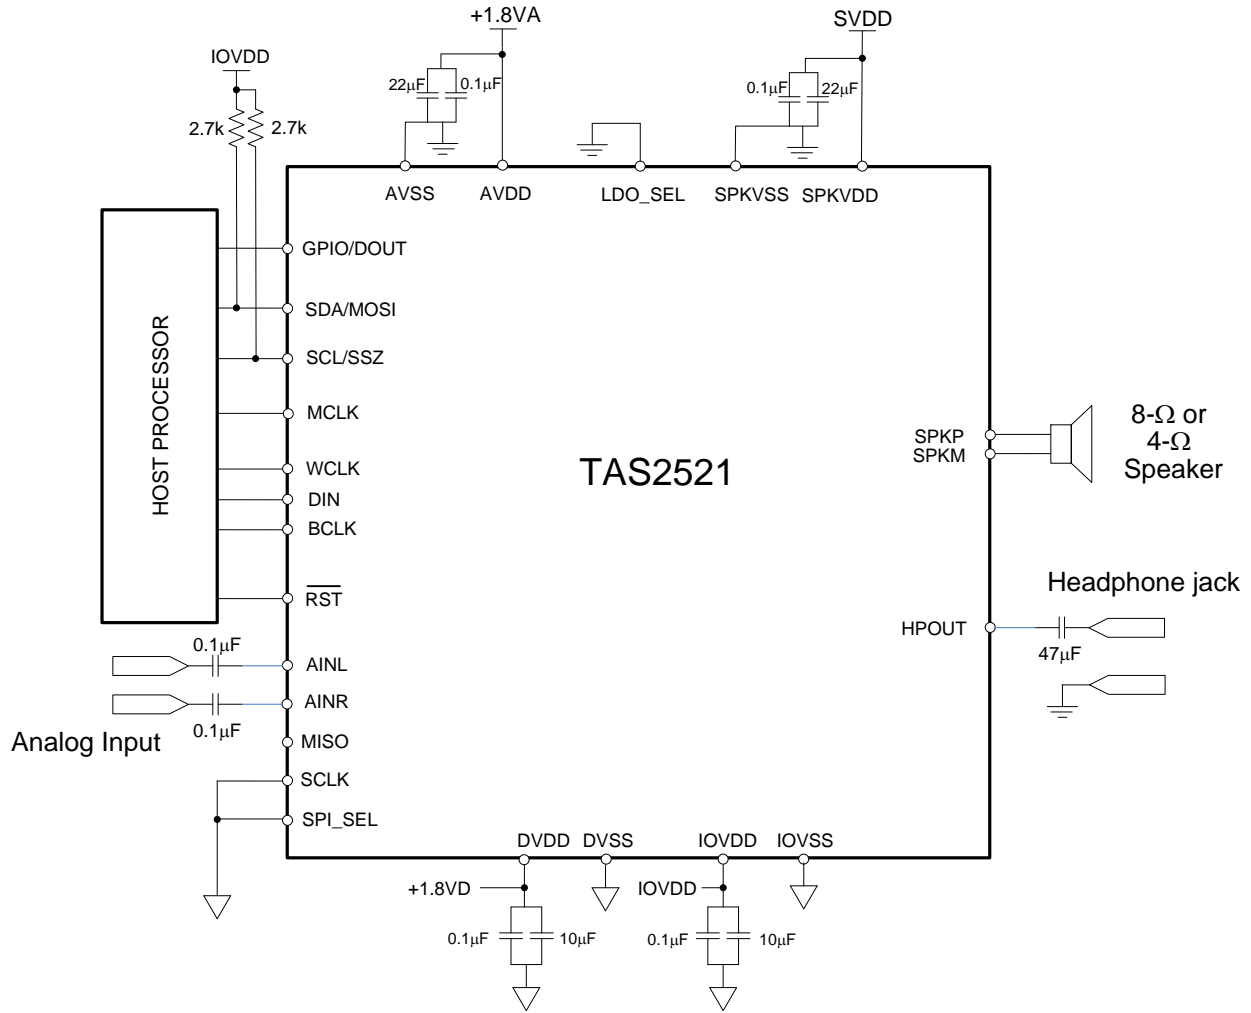 +1.8VA
SVDD
IOVDD
22μF
0.1μF
0.1μF
22μF
2.7k
2.7k
AVSS
AVDD
LDO_SEL
SPKVSS
SPKVDD
HOST PROCESSOR
GPIO/DOUT
SDA/MOSI
SCL/SSZ
MCLK
WCLK
DIN
BCLK
RST
TAS2521
SPKP
SPKM
8-Ω or
4-Ω
Speaker
Headphone jack
HPOUT
47μF
0.1μF
AINL
AINR
0.1μF
Analog Input
MISO
SCLK
SPI_SEL
DVDD
DVSS
IOVDD
IOVSS
+1.8VD
IOVDD
0.1μF
10μF
0.1μF
10μF